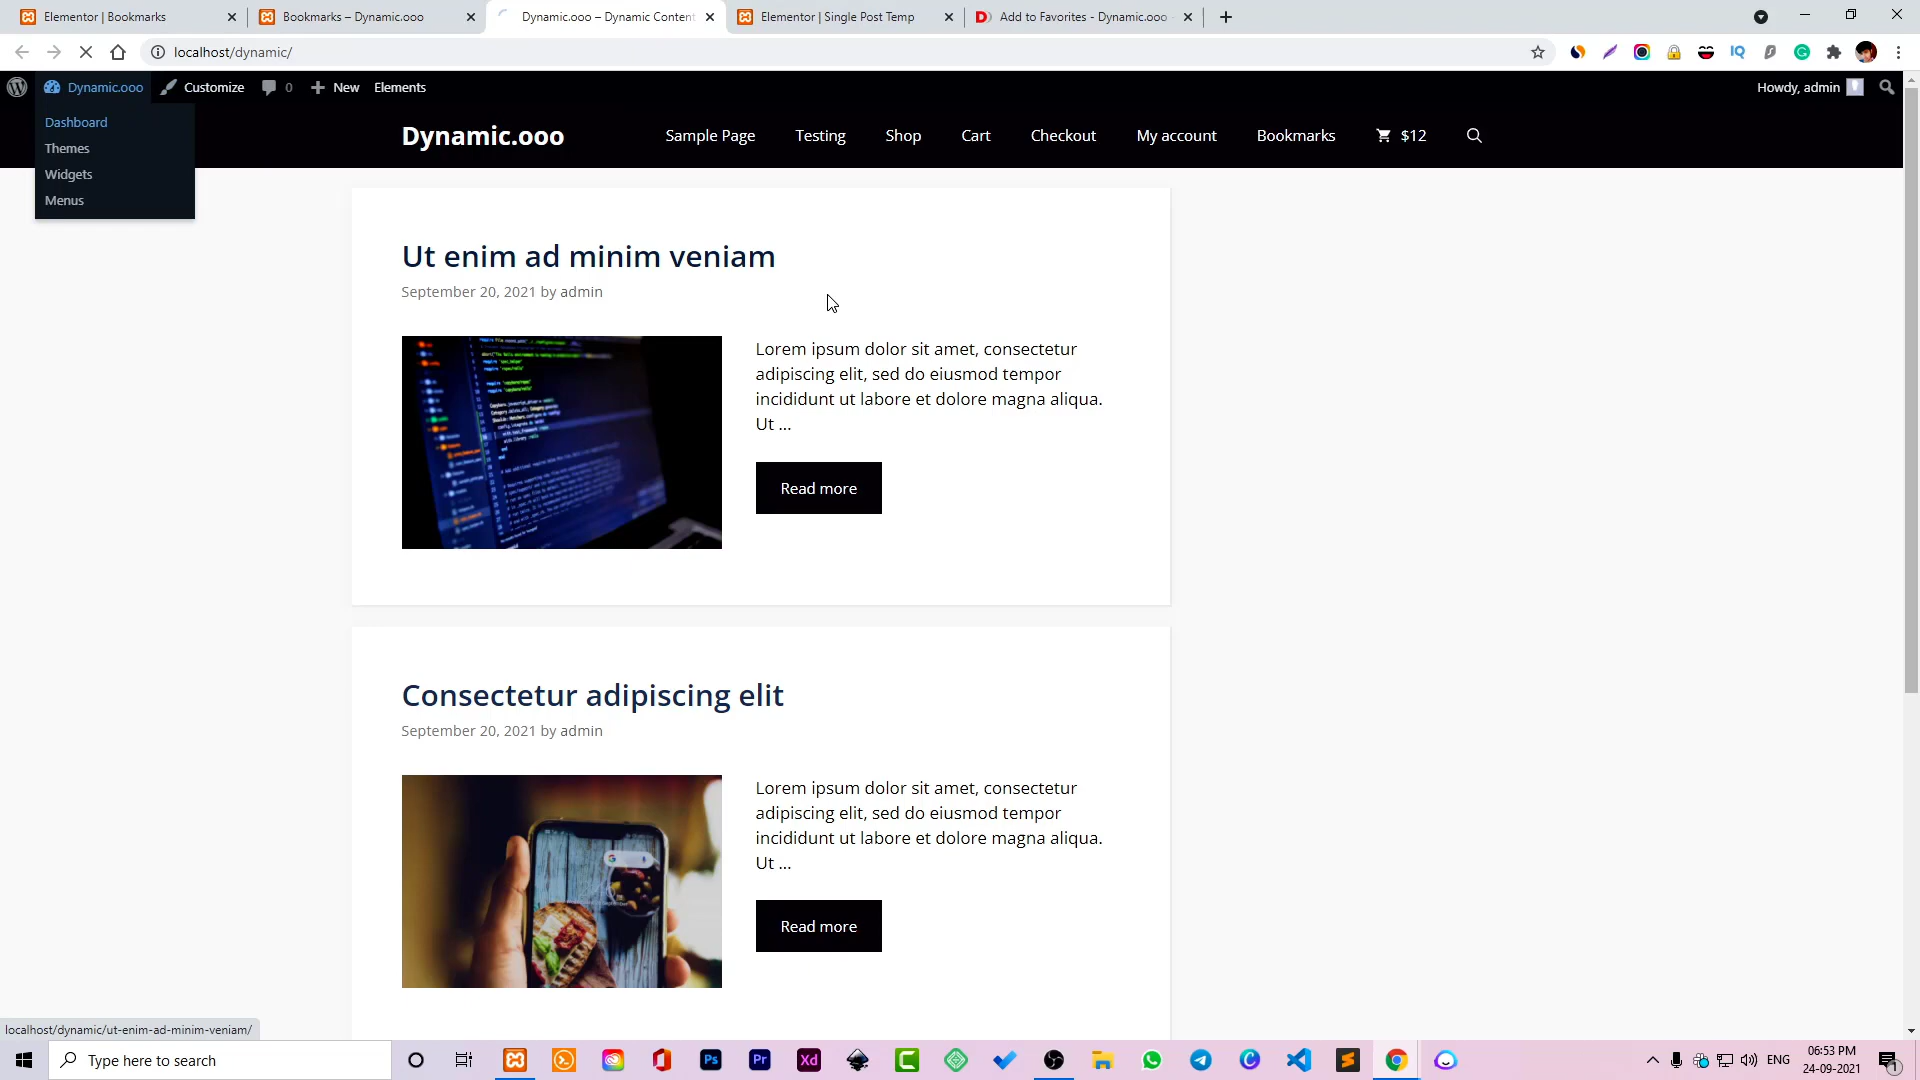 Elementor | Bookmarks
Bookmarks – Dynamic.ooo
Dynamic.ooo – Dynamic Content
Elementor | Single Post Temp
Add to Favorites - Dynamic.ooo
localhost/dynamic/
Dynamic.ooo
Customize
0
New
Elements
Howdy, admin
Dashboard
Themes
Widgets
Menus
Dynamic.ooo
Sample Page
Testing
Shop
Cart
Checkout
My account
Bookmarks
$12
Ut enim ad minim veniam
September 20, 2021 by admin
Lorem ipsum dolor sit amet, consectetur
adipiscing elit, sed do eiusmod tempor
incididunt ut labore et dolore magna aliqua.
Ut ...
Read more
Consectetur adipiscing elit
September 20, 2021 by admin
Lorem ipsum dolor sit amet, consectetur
adipiscing elit, sed do eiusmod tempor
incididunt ut labore et dolore magna aliqua.
Ut ...
Read more
localhost/dynamic/ut-enim-ad-minim-veniam/
Type here to search
ENG
06:53 PM
24-09-2021